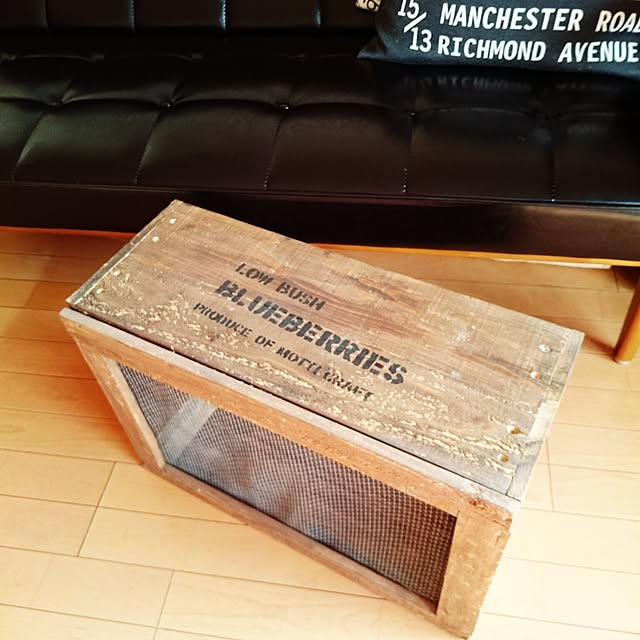 15/13 MANCHESTER ROAD
RICHMOND AVENUE
LOW BUSH
BLUEBERRIES
PRODUCE OF